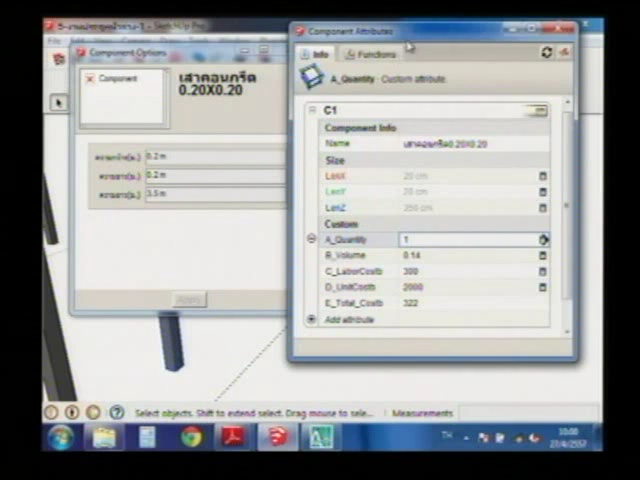 Component Attributes
Component Options
Info
Functions
Component
เสาคอนกรีต
0.20X0.20
A_Quantity - Custom attribute.
C1
Component Info
Name
เสาคอนกรีต0.20X0.20
Size
LenX
20 cm
LenY
20 cm
LenZ
350 cm
Custom
A_Quantity
1
B_Volume
0.14
C_LaborCostb
300
D_UnitCostb
2000
E_Total_Costb
322
Add attribute
0.2 m
0.2 m
3.5 m
Apply
Select objects. Shift to extend select. Drag mouse to sele...
Measurements
TH
10:00
27/4/2557